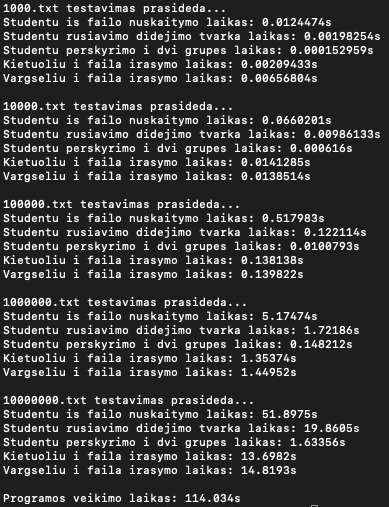 1000.txt testavimas prasideda...
Studentu is failo nuskaitymo laikas: 0.0124474s
Studentu rusiavimo didejimo tvarka laikas: 0.00198254s
Studentu perskyrimo i dvi grupes laikas: 0.000152959s
Kietuoliu i faila irasymo laikas: 0.00209433s
Vargseliu i faila irasymo laikas: 0.00656804s
10000.txt testavimas prasideda...
Studentu is failo nuskaitymo laikas: 0.0660201s
Studentu rusiavimo didejimo tvarka laikas: 0.00986133s
Studentu perskyrimo i dvi grupes laikas: 0.000616s
Kietuoliu i faila irasymo laikas: 0.0141285s
Vargseliu i faila irasymo laikas: 0.0138514s
100000.txt testavimas prasideda...
Studentu is failo nuskaitymo laikas: 0.517983s
Studentu rusiavimo didejimo tvarka laikas: 0.122114s
Studentu perskyrimo i dvi grupes laikas: 0.0100793s
Kietuoliu i faila irasymo laikas: 0.138138s
Vargseliu i faila irasymo laikas: 0.139822s
1000000.txt testavimas prasideda...
Studentu is failo nuskaitymo laikas: 5.17474s
Studentu rusiavimo didejimo tvarka laikas: 1.72186s
Studentu perskyrimo i dvi grupes laikas: 0.148212s
Kietuoliu i faila irasymo laikas: 1.35374s
Vargseliu i faila irasymo laikas: 1.44952s
10000000.txt testavimas prasideda...
Studentu is failo nuskaitymo laikas: 51.8975s
Studentu rusiavimo didejimo tvarka laikas: 19.8605s
Studentu perskyrimo i dvi grupes laikas: 1.63356s
Kietuoliu i faila irasymo laikas: 13.6982s
Vargseliu i faila irasymo laikas: 14.8193s
Programos veikimo laikas: 114.034s